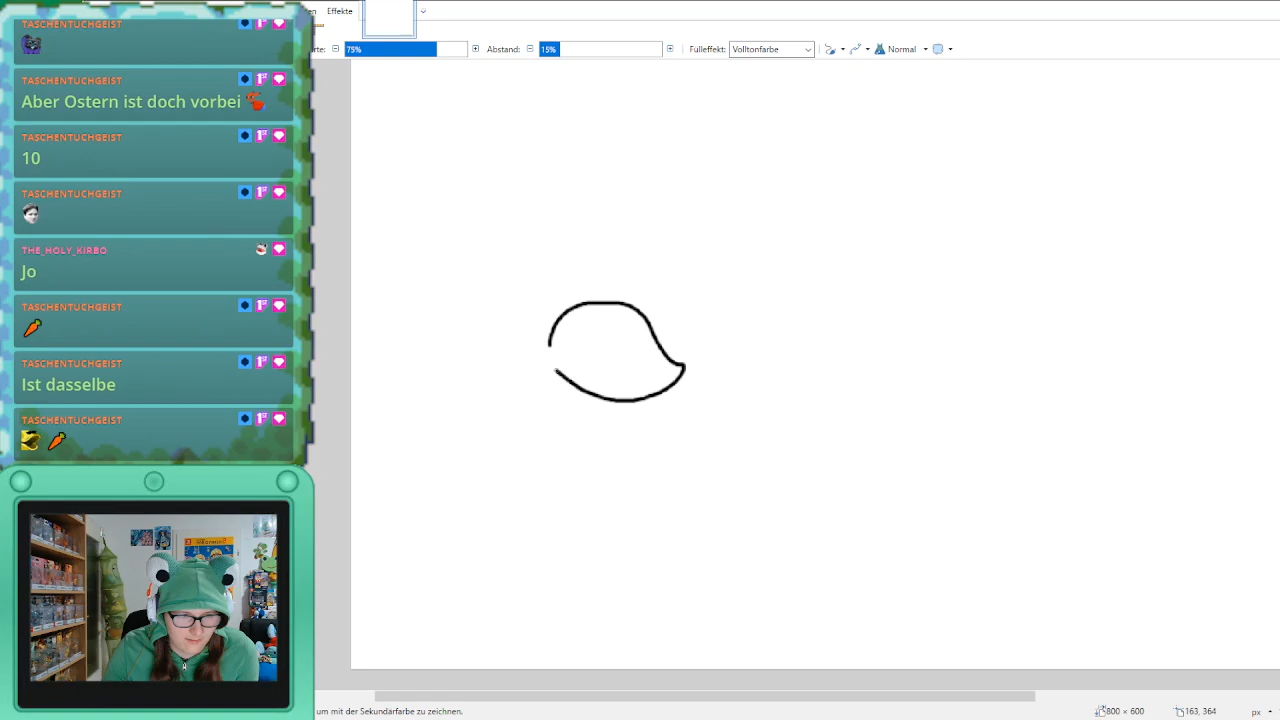 TASCHENTUCHGEIST
TASCHENTUCHGEIST
Aber Ostern ist doch vorbei
TASCHENTUCHGEIST
10
TASCHENTUCHGEIST
THE_HOLY_KIRBO
Jo
TASCHENTUCHGEIST
TASCHENTUCHGEIST
Ist dasselbe
TASCHENTUCHGEIST
Effekte
75%
Abstand:
15%
Fülleffekt:
Volltonfarbe
Normal
um mit der Sekundärfarbe zu zeichnen.
800 × 600
163, 364
px